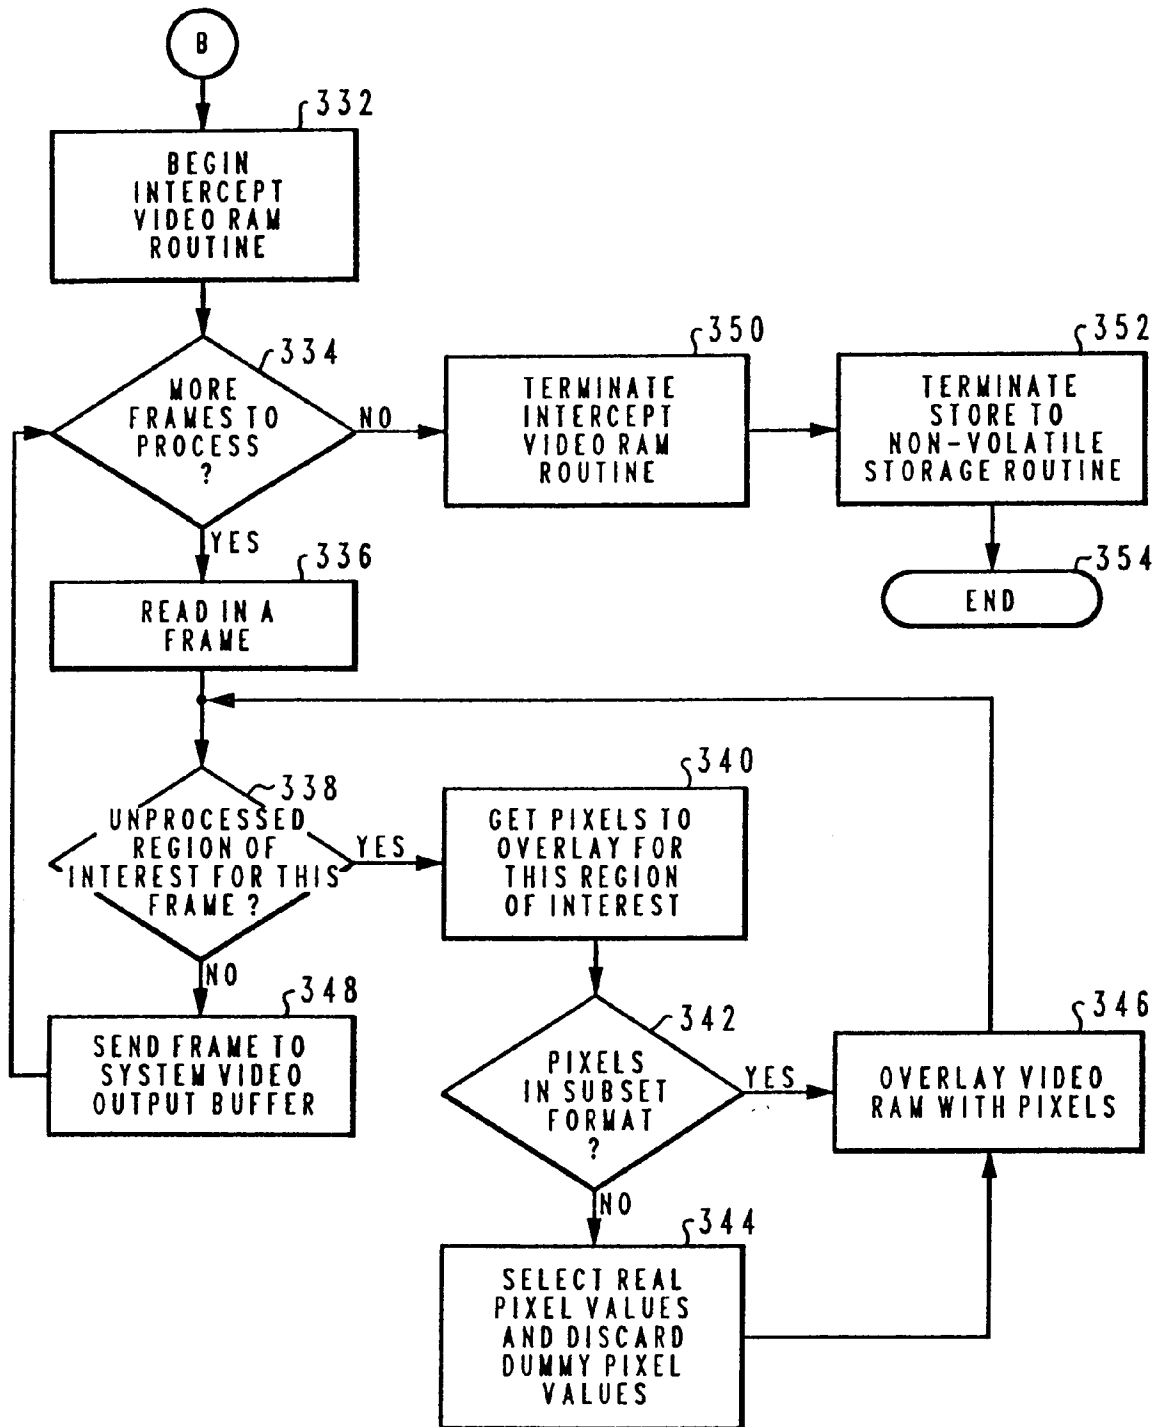 B
332
BEGIN
INTERCEPT
VIDEO RAM
ROUTINE
334
MORE
FRAMES TO
PROCESS
?
NO
350
TERMINATE
INTERCEPT
VIDEO RAM
ROUTINE
352
TERMINATE
STORE TO
NON-VOLATILE
STORAGE ROUTINE
354
END
YES
336
READ IN A
FRAME
338
UNPROCESSED
REGION OF
INTEREST FOR THIS
FRAME ?
YES
340
GET PIXELS TO
OVERLAY FOR
THIS REGION
OF INTEREST
NO
348
SEND FRAME TO
SYSTEM VIDEO
OUTPUT BUFFER
342
PIXELS
IN SUBSET
FORMAT
?
YES
346
OVERLAY VIDEO
RAM WITH PIXELS
NO
344
SELECT REAL
PIXEL VALUES
AND DISCARD
DUMMY PIXEL
VALUES